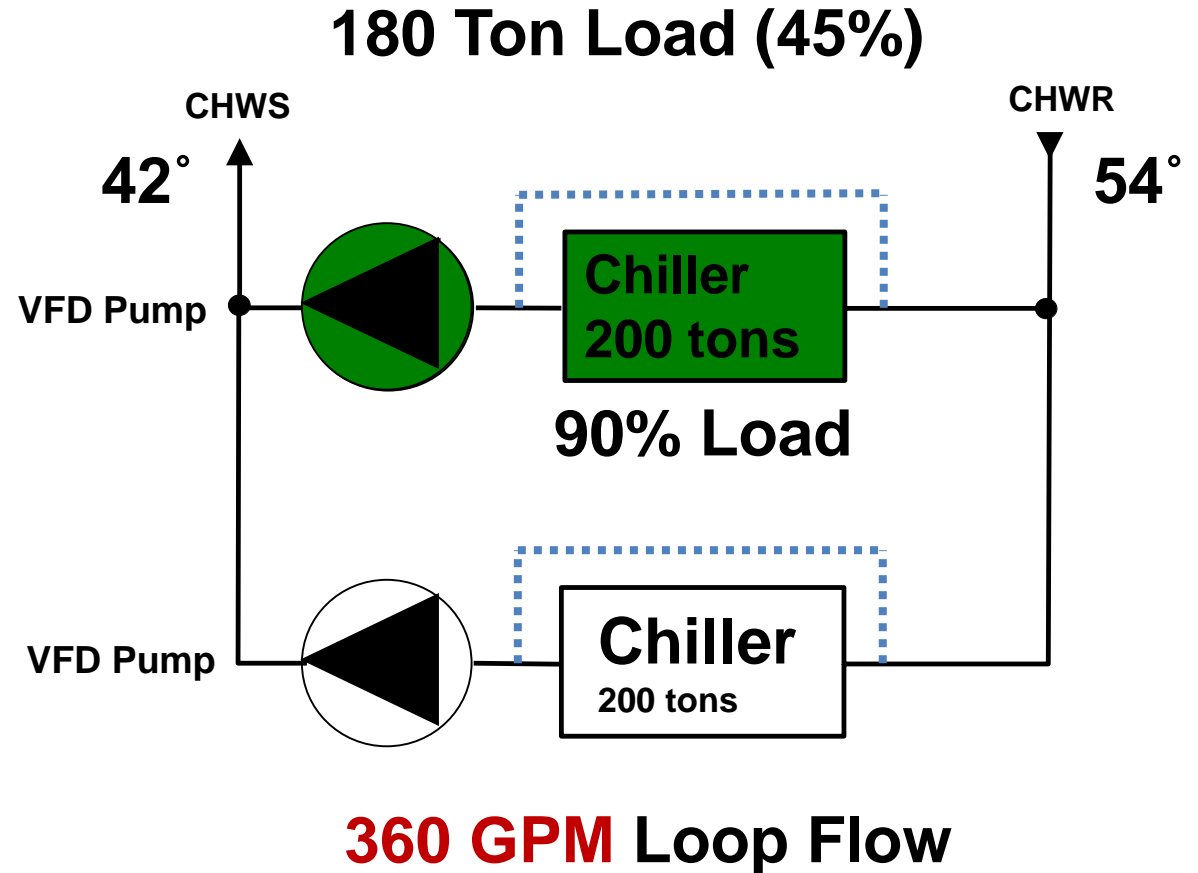 180 Ton Load (45%)
CHWS
CHWR
42°
54°
Chiller
200 tons
VFD Pump
90% Load
Chiller
200 tons
VFD Pump
360 GPM Loop Flow